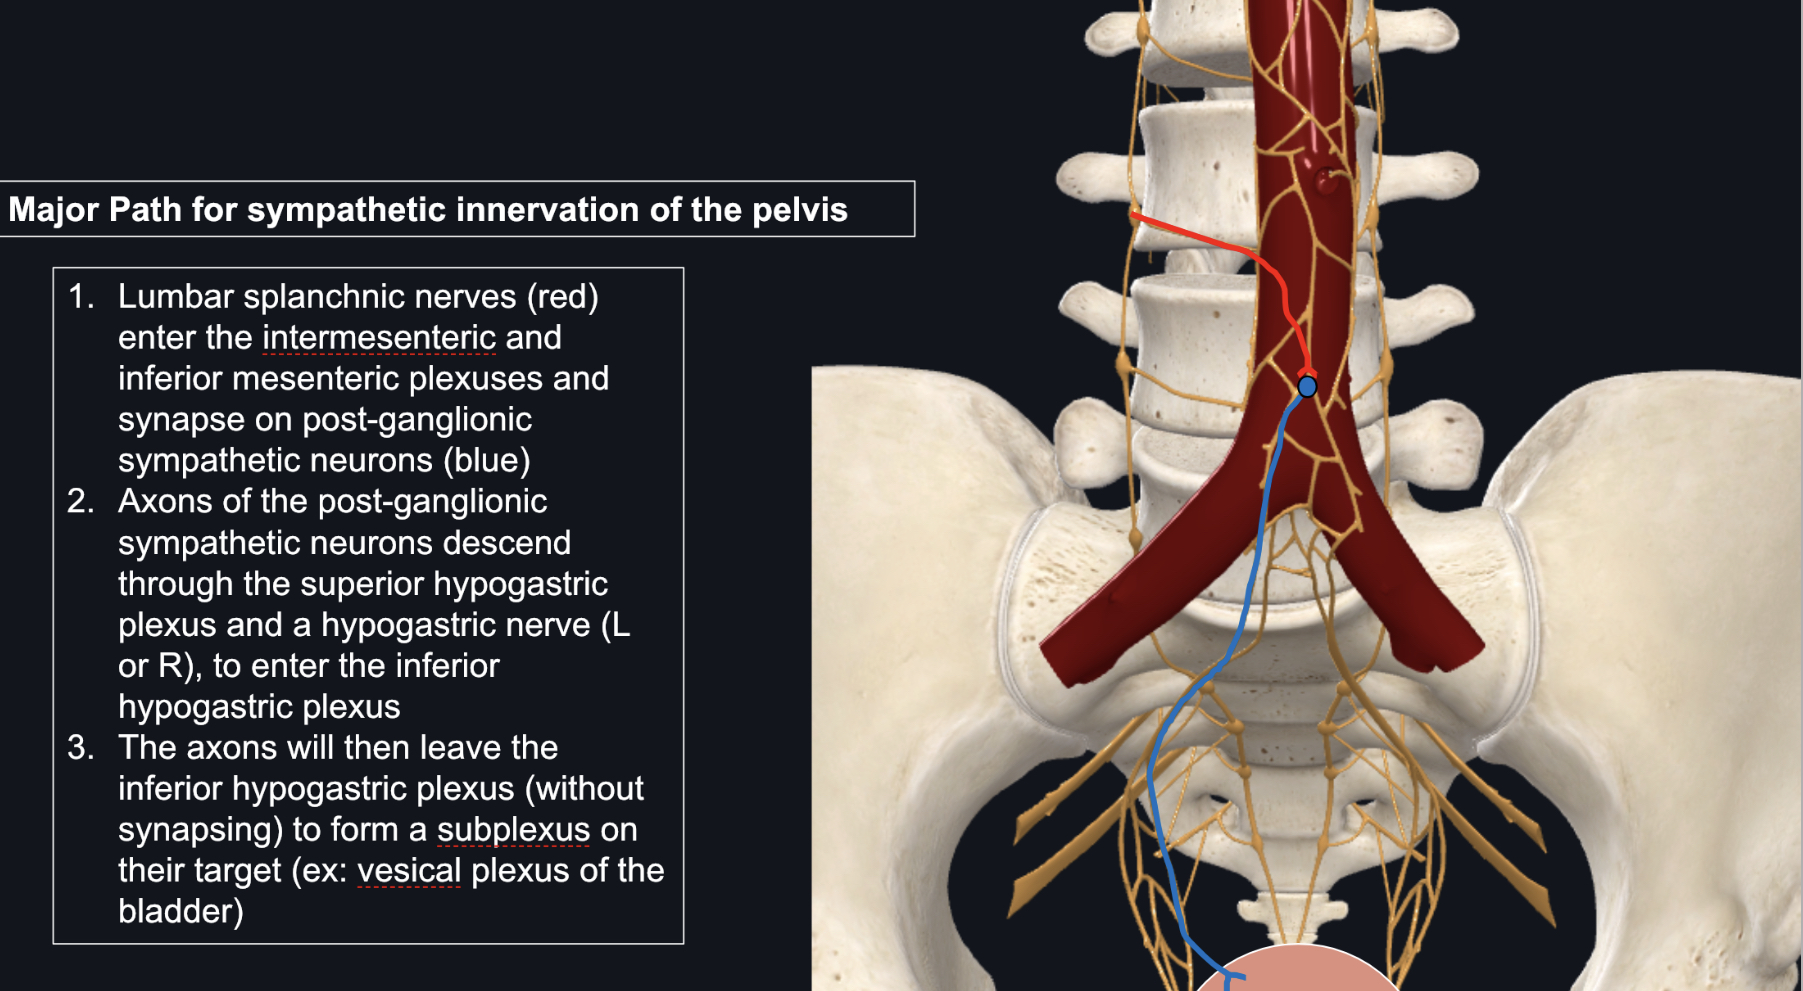 Major Path for sympathetic innervation of the pelvis
1. Lumbar splanchnic nerves (red)
enter the intermesenteric and
inferior mesenteric plexuses and
synapse on post-ganglionic
sympathetic neurons (blue)
2. Axons of the post-ganglionic
sympathetic neurons descend
through the superior hypogastric
plexus and a hypogastric nerve (L
or R), to enter the inferior
hypogastric plexus
3. The axons will then leave the
inferior hypogastric plexus (without
synapsing) to form a subplexus on
their target (ex: vesical plexus of the
bladder)